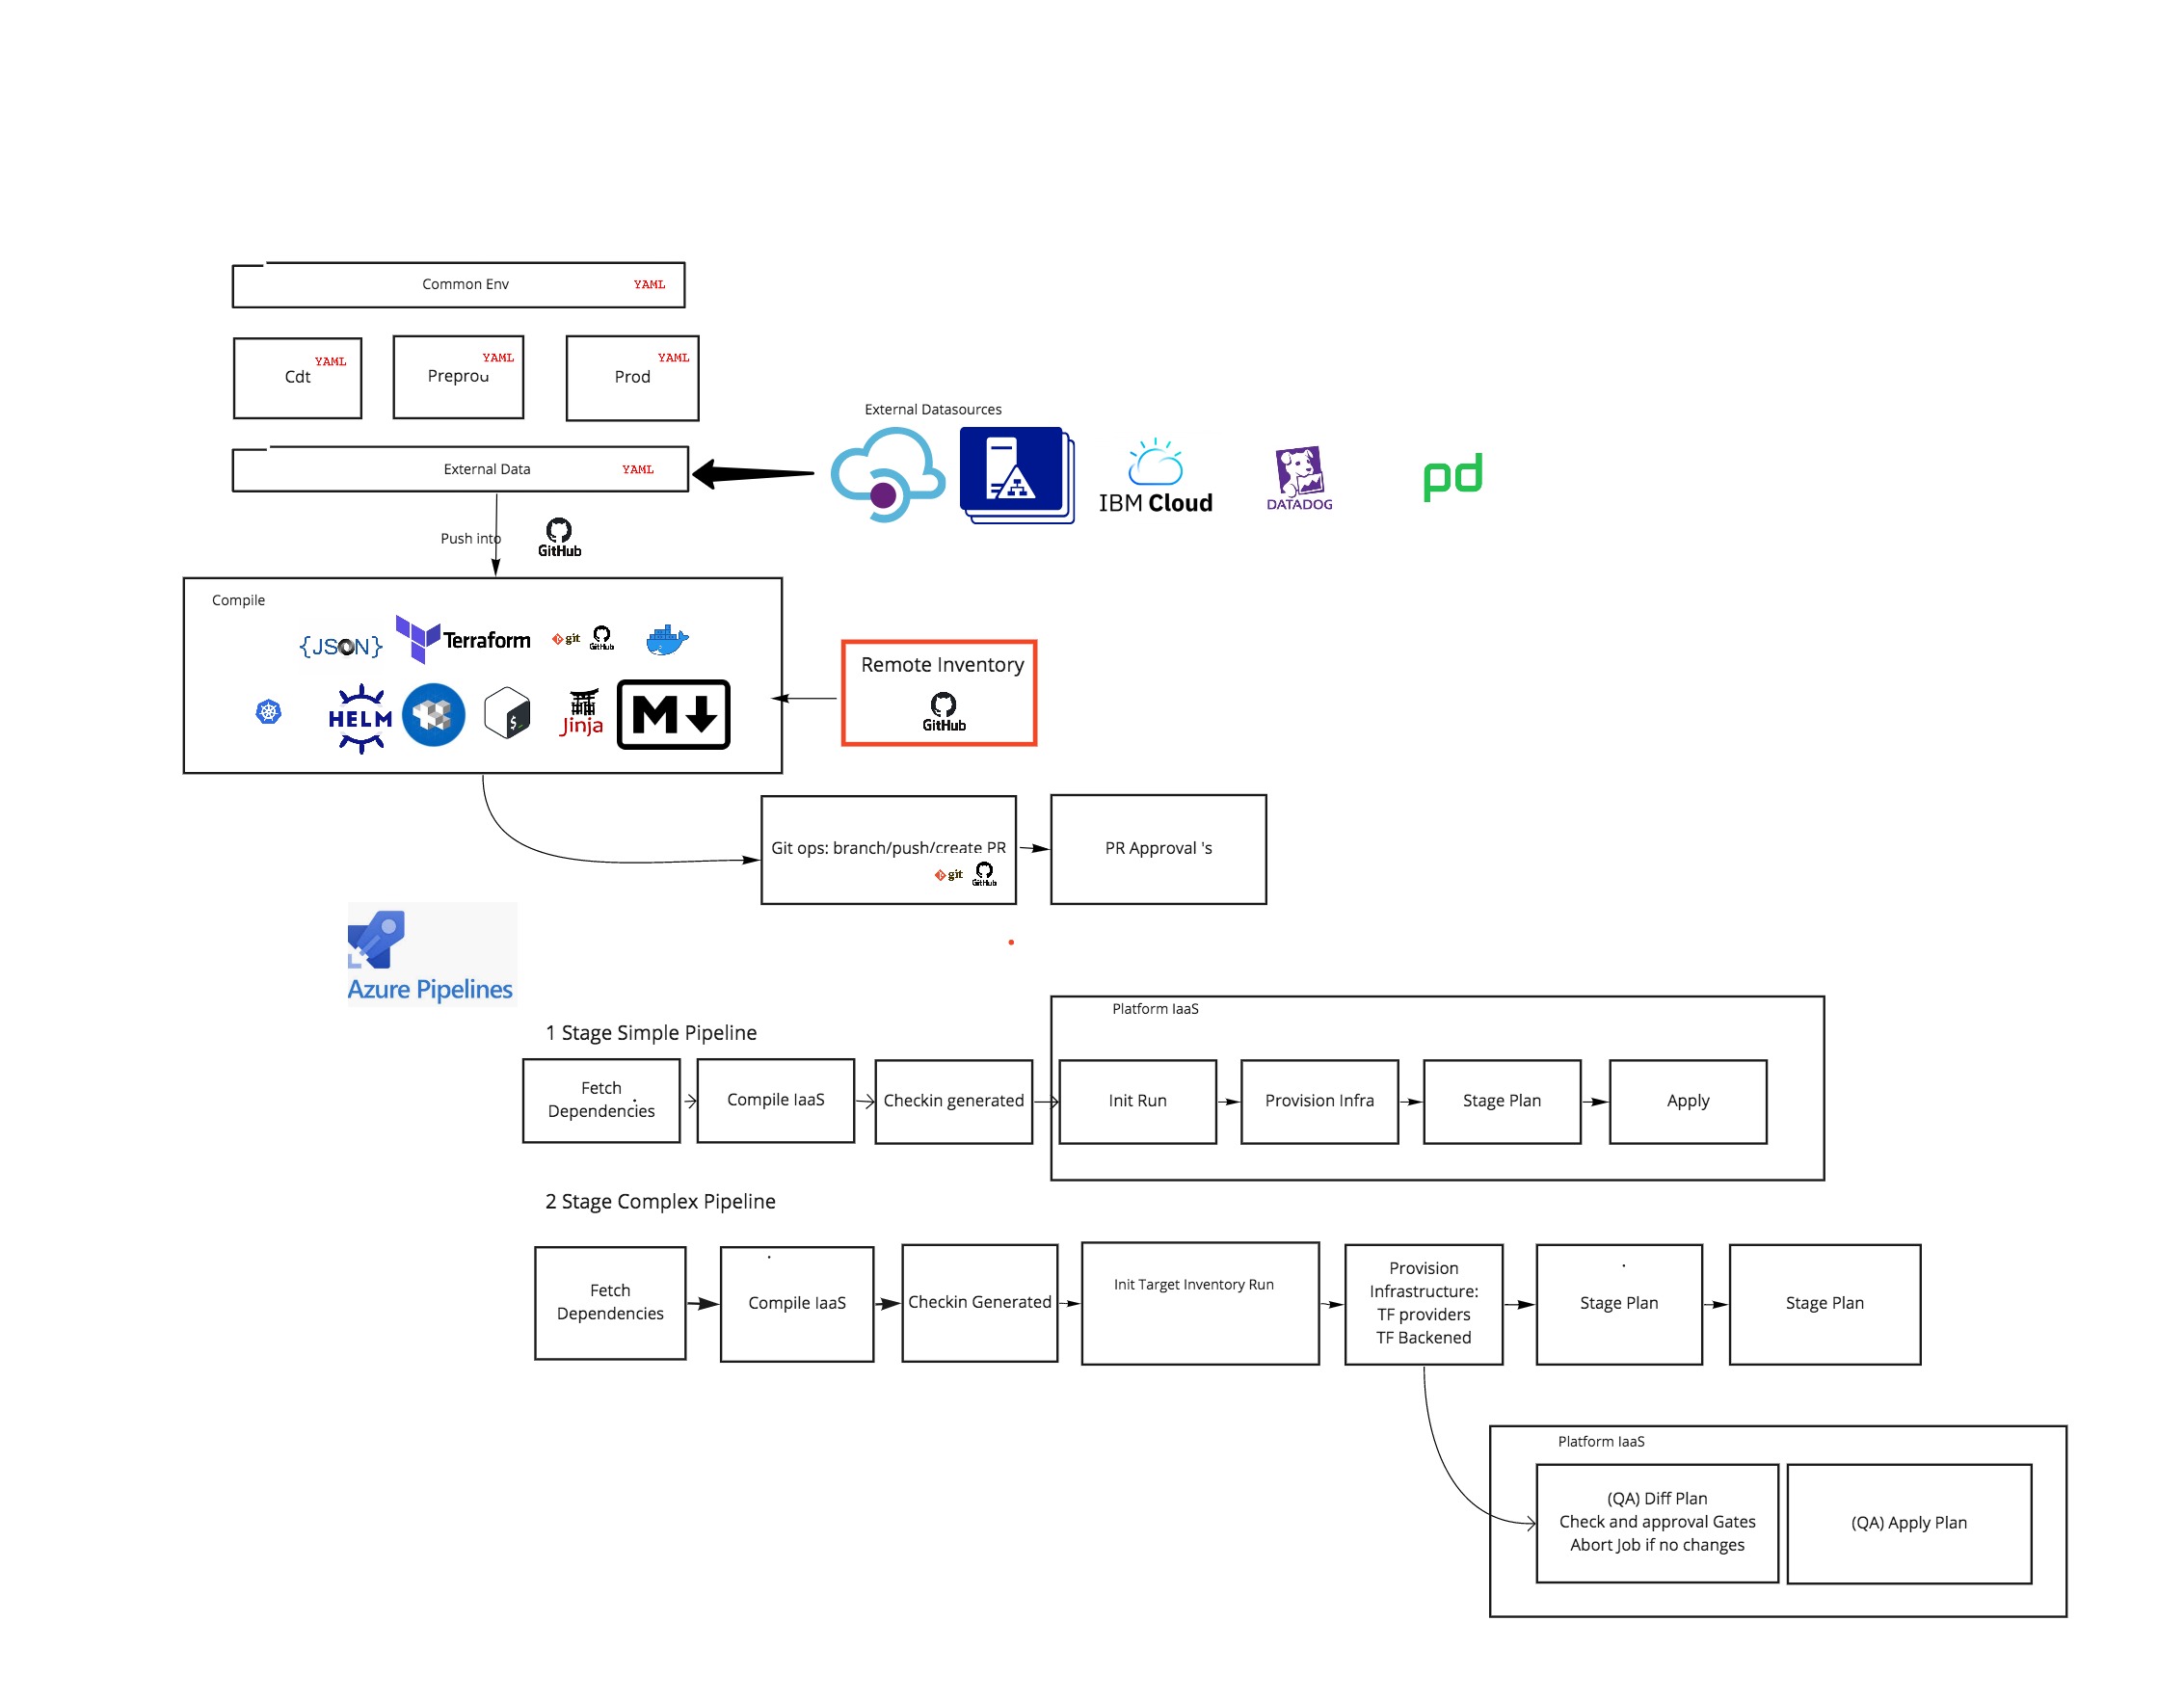 Common Env
YAML
Cdt
YAML
Preprod
YAML
Prod
YAML
External Datasources
External Data
YAML
IBM Cloud
DATADOG
pd
Push into
GitHub
Compile
{JSON}
Terraform
git
GitHub
HELM
$
Jinja
M
Remote Inventory
GitHub
Git ops: branch/push/create PR
git
GitHub
PR Approval 's
Azure Pipelines
Platform IaaS
1 Stage Simple Pipeline
Fetch
Dependencies
Compile IaaS
Checkin generated
Init Run
Provision Infra
Stage Plan
Apply
2 Stage Complex Pipeline
Fetch
Dependencies
Compile IaaS
Checkin Generated
Init Target Inventory Run
Provision
Infrastructure:
TF providers
TF Backened
Stage Plan
Stage Plan
Platform IaaS
(QA) Diff Plan
Check and approval Gates
Abort Job if no changes
(QA) Apply Plan